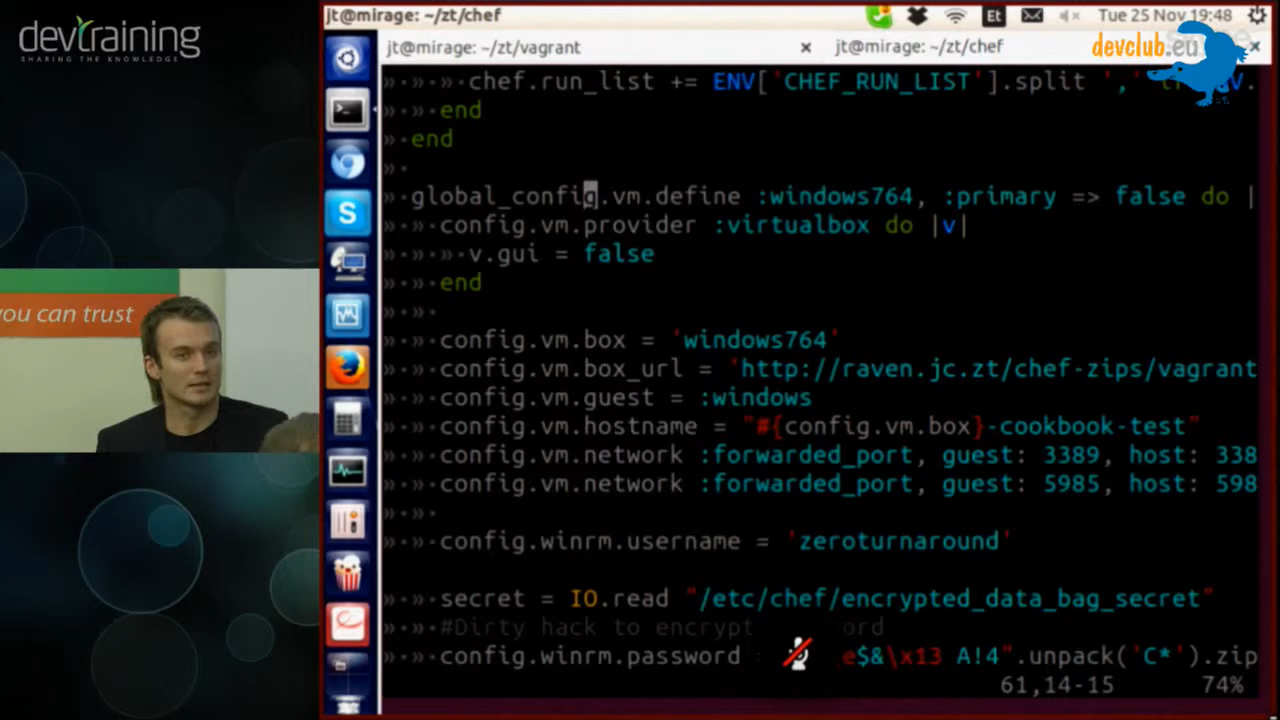 devtraining
SHARING THE KNOWLEDGE
jt@mirage: ~/zt/chef
Et
Tue 25 Nov 19:48
jt@mirage: ~/zt/vagrant
×
jt@mirage: ~/zt/chef
×
devclub.eu
you can trust
chef.run_list += ENV['CHEF_RUN_LIST'].split ','
end
end
global_config.vm.define :windows764, :primary => false do |
config.vm.provider :virtualbox do |v|
v.gui = false
end
config.vm.box = 'windows764'
config.vm.box_url = 'http://raven.jc.zt/chef-zips/vagrant
config.vm.guest = :windows
config.vm.hostname = "#{config.vm.box}-cookbook-test"
config.vm.network :forwarded_port, guest: 3389, host: 338
config.vm.network :forwarded_port, guest: 5985, host: 598
config.winrm.username = 'zeroturnaround'
secret = IO.read "/etc/chef/encrypted_data_bag_secret"
#Dirty hack to encrypt ord
config.winrm.password e$&\x13 A!4".unpack('C*').zip
61,14-15 74%